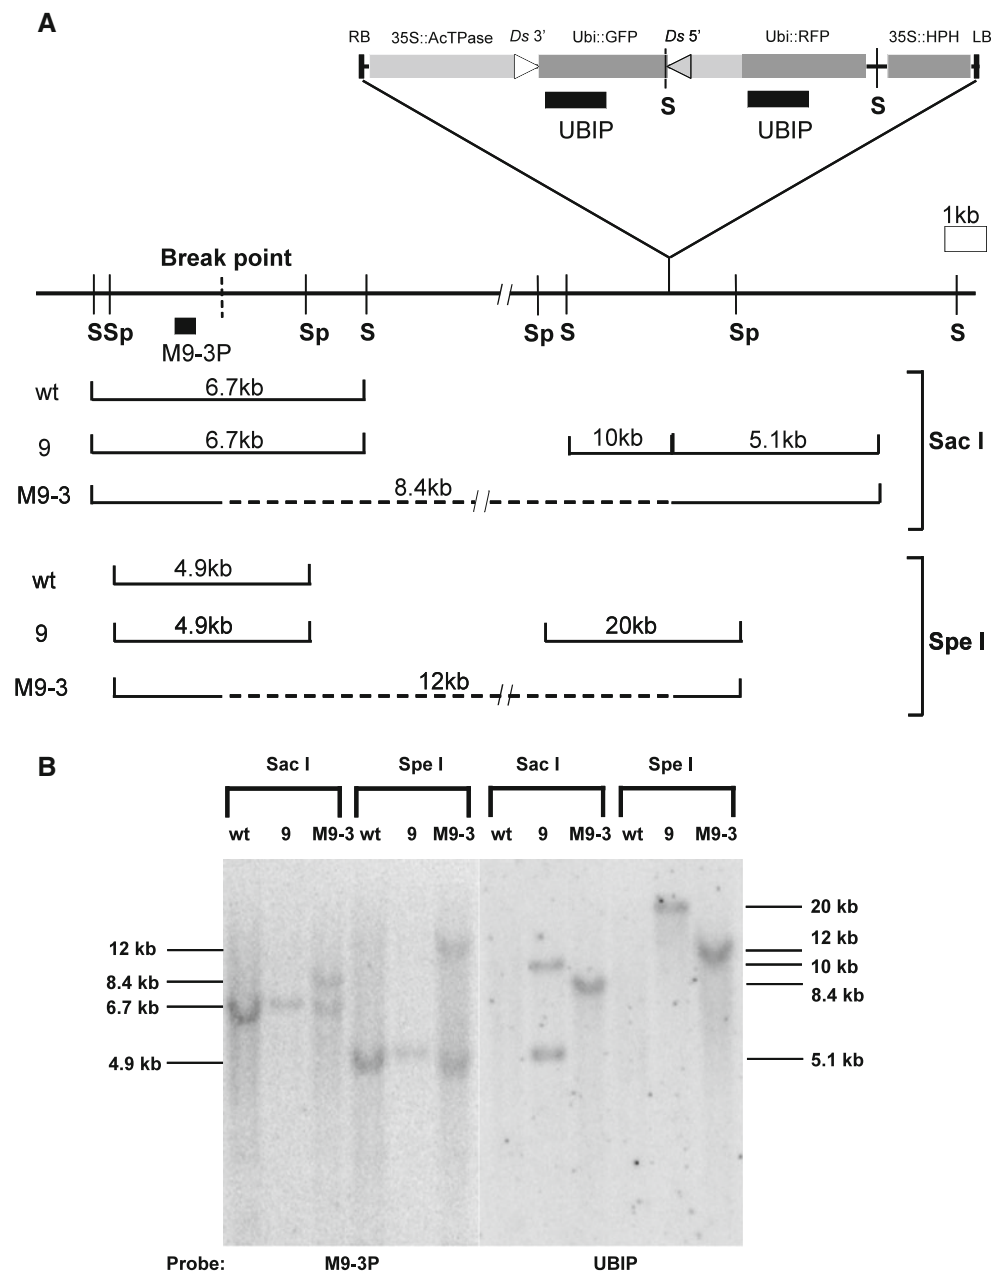 A
RB 35S::AcTPase Ds 3' Ubi::GFP Ds 5' Ubi::RFP 35S::HPH LB
S S
UBIP UBIP
1kb
Break point
S Sp Sp S Sp S Sp S
M9-3P
wt 6.7kb
9 6.7kb 10kb 5.1kb
Sac I
M9-3 8.4kb
wt 4.9kb
9 4.9kb 20kb
Spe I
M9-3 12kb
B
Sac I Spe I Sac I Spe I
wt 9 M9-3 wt 9 M9-3 wt 9 M9-3 wt 9 M9-3
20 kb
12 kb 12 kb
10 kb
8.4 kb 8.4 kb
6.7 kb
4.9 kb 5.1 kb
Probe: M9-3P UBIP